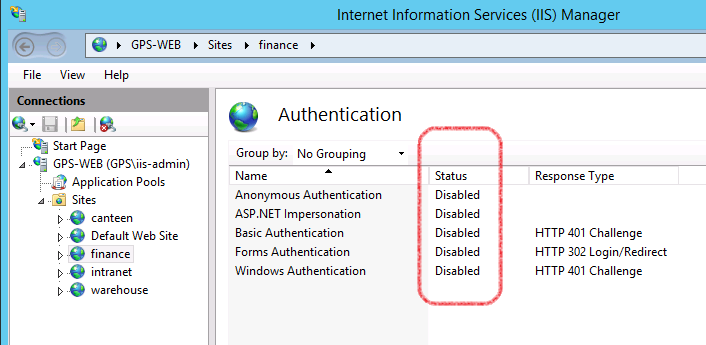 Internet Information Services (IIS) Manager
GPS-WEB Sites finance
File View Help
Connections
Start Page
GPS-WEB (GPS\iis-admin)
Application Pools
Sites
canteen
Default Web Site
finance
intranet
warehouse
Authentication
Group by: No Grouping
Name Status Response Type
Anonymous Authentication Disabled
ASP.NET Impersonation Disabled
Basic Authentication Disabled HTTP 401 Challenge
Forms Authentication Disabled HTTP 302 Login/Redirect
Windows Authentication Disabled HTTP 401 Challenge